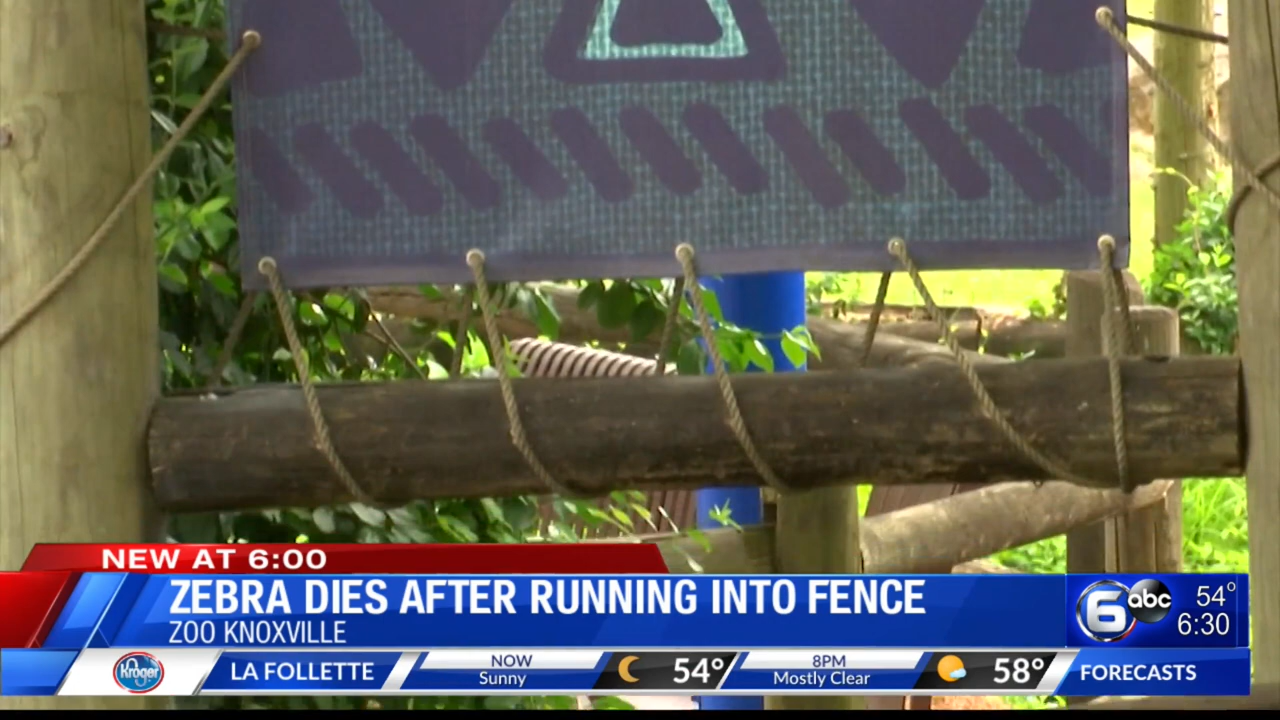 NEW AT 6:00
ZEBRA DIES AFTER RUNNING INTO FENCE
ZOO KNOXVILLE
6 abc
54°
6:30
Kroger
LA FOLLETTE
NOW
Sunny
54°
8PM
Mostly Clear
58°
FORECASTS